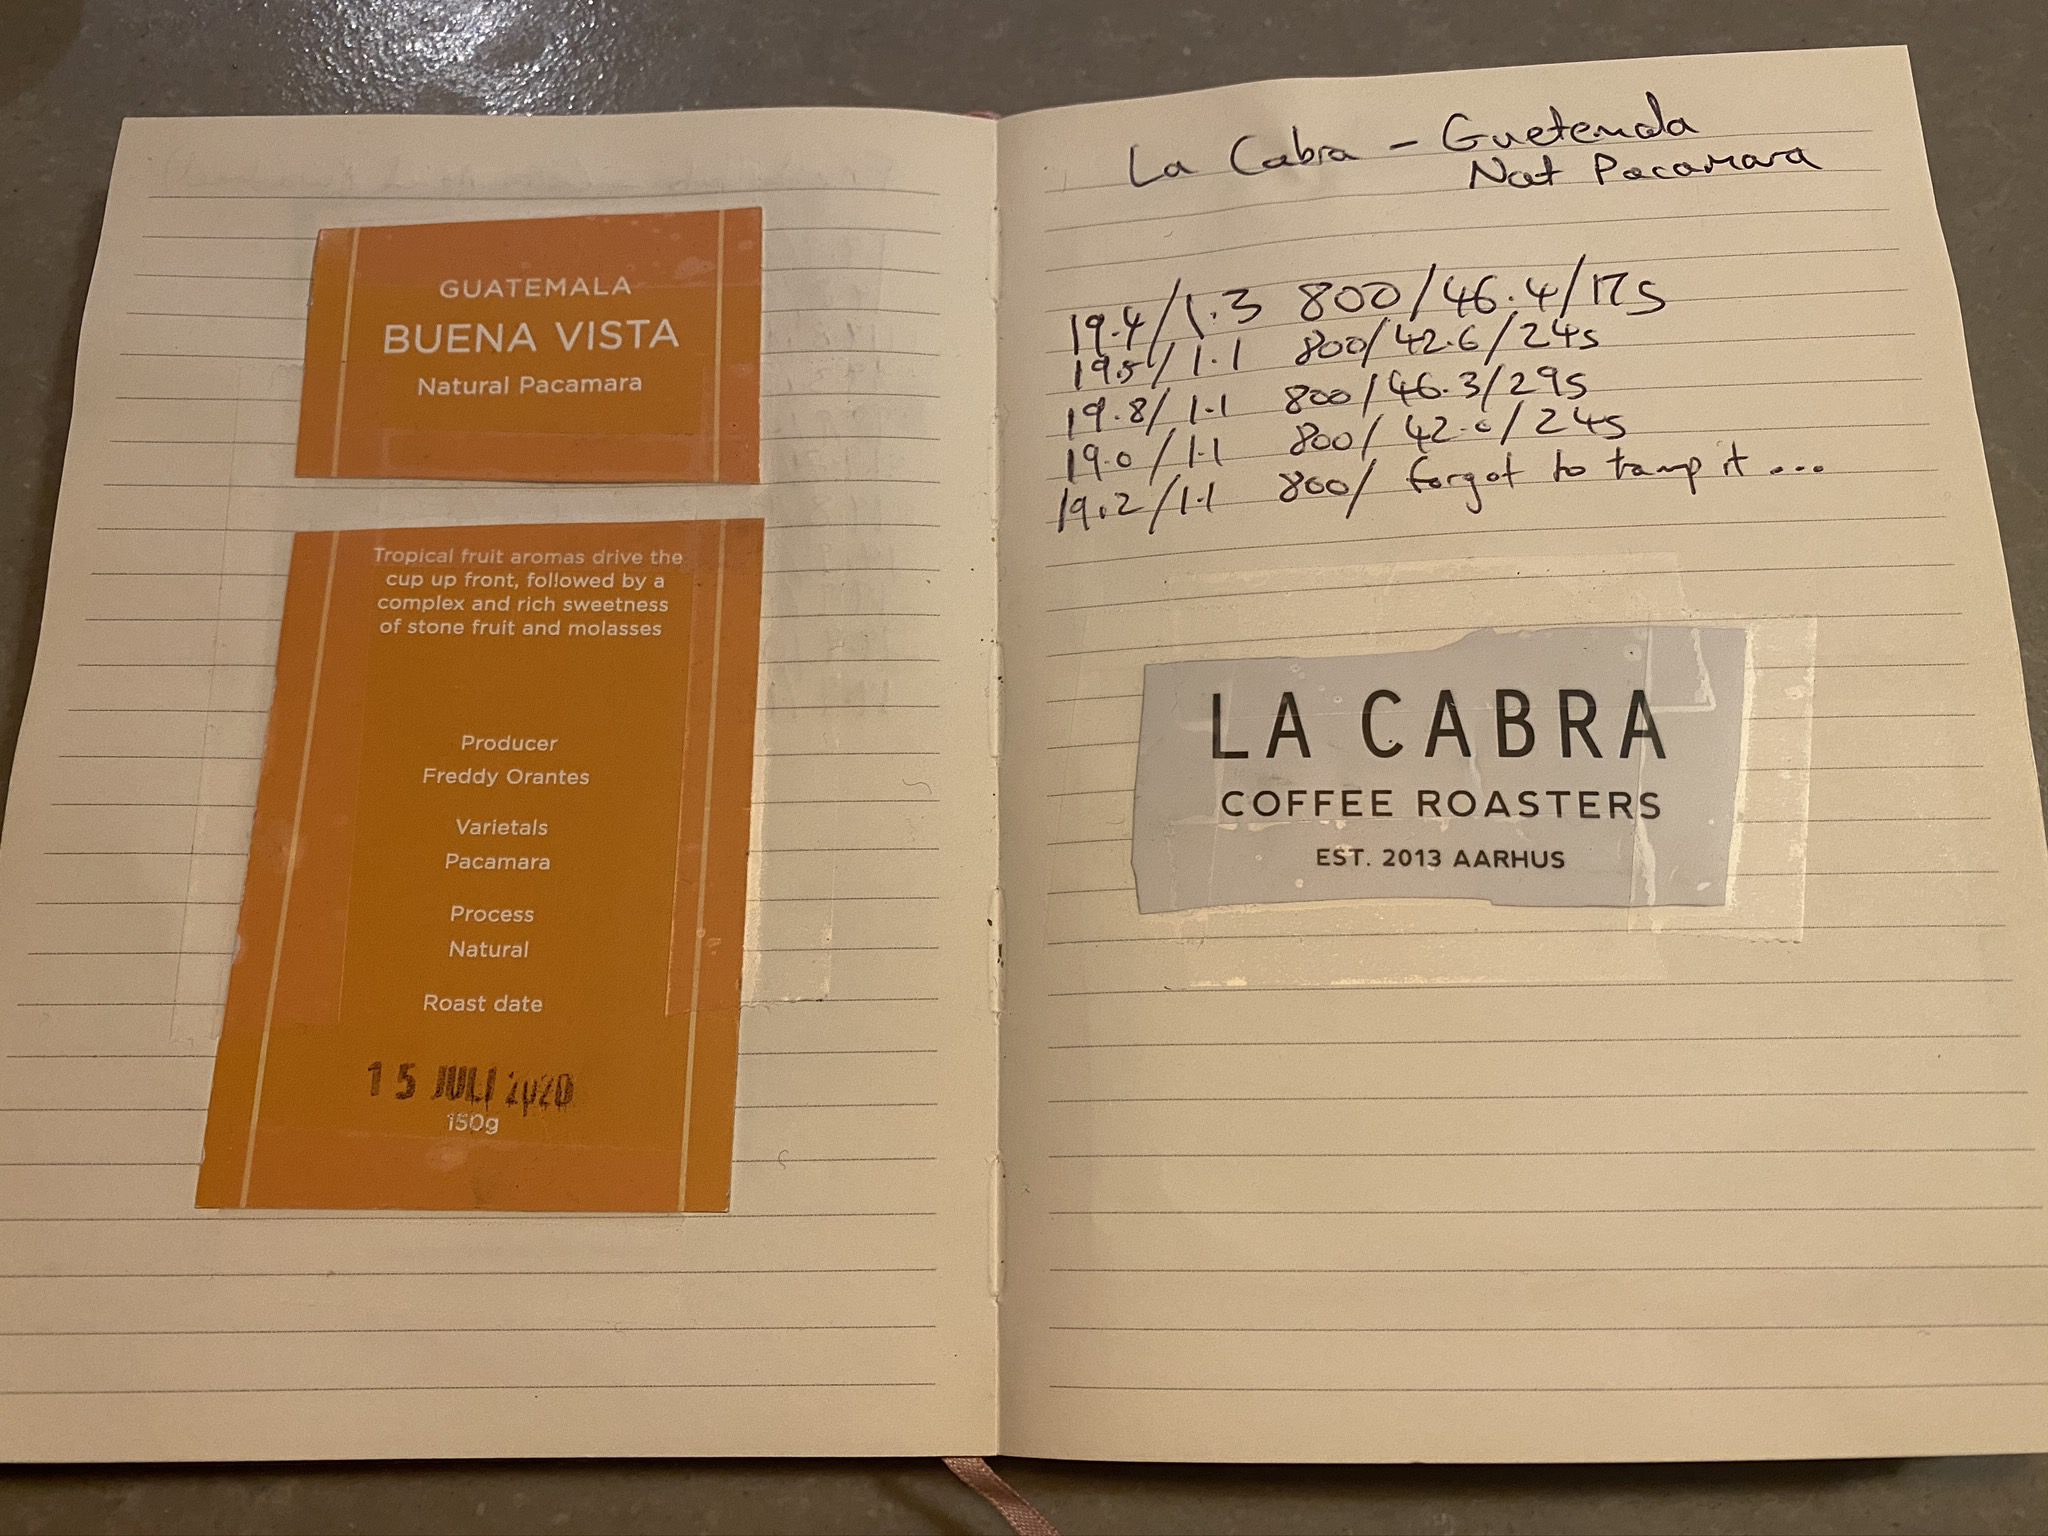 GUATEMALA
BUENA VISTA
Natural Pacamara
Tropical fruit aromas drive the
cup up front, followed by a
complex and rich sweetness
of stone fruit and molasses
Producer
Freddy Orantes
Varietals
Pacamara
Process
Natural
Roast date
15 JULI 2020
150g
La Cabra - Guetemala
Nat Pacamara
19.4/1.3 800/46.4/17s
19.5/1.1 800/42.6/24s
19.8/1.1 800/46.3/29s
19.0/1.1 800/42.0/24s
19.2/1.1 800/ forgot to tamp it...
LA CABRA
COFFEE ROASTERS
EST. 2013 AARHUS